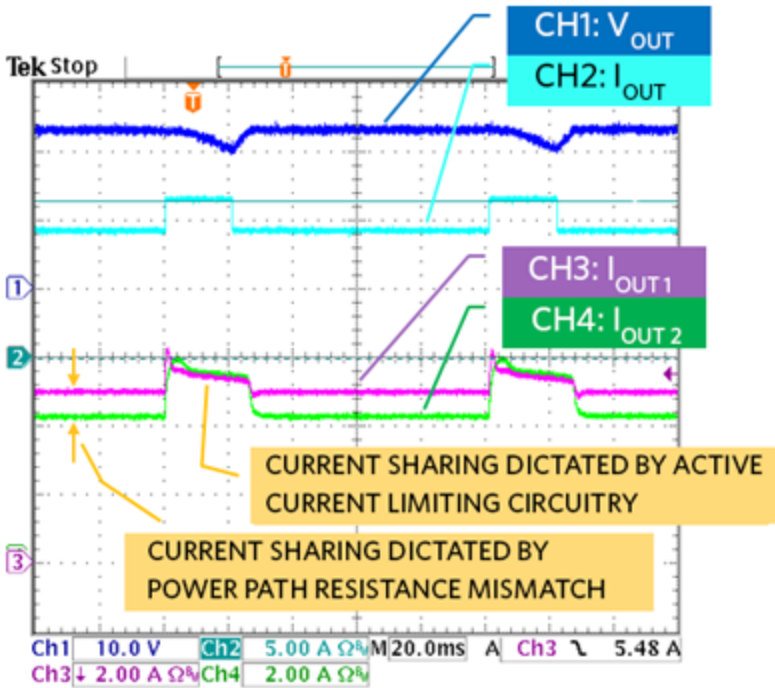 CH1: VOUT
Tek Stop
CH2: IOUT
T
CH3: IOUT1
1
CH4: IOUT 2
2
CURRENT SHARING DICTATED BY ACTIVE
CURRENT LIMITING CIRCUITRY
CURRENT SHARING DICTATED BY
POWER PATH RESISTANCE MISMATCH
3
Ch1 10.0 V Ch2 5.00 A Ω M 20.0ms A Ch3 5.48 A
Ch3 ↓ 2.00 A Ω Ch4 2.00 A Ω